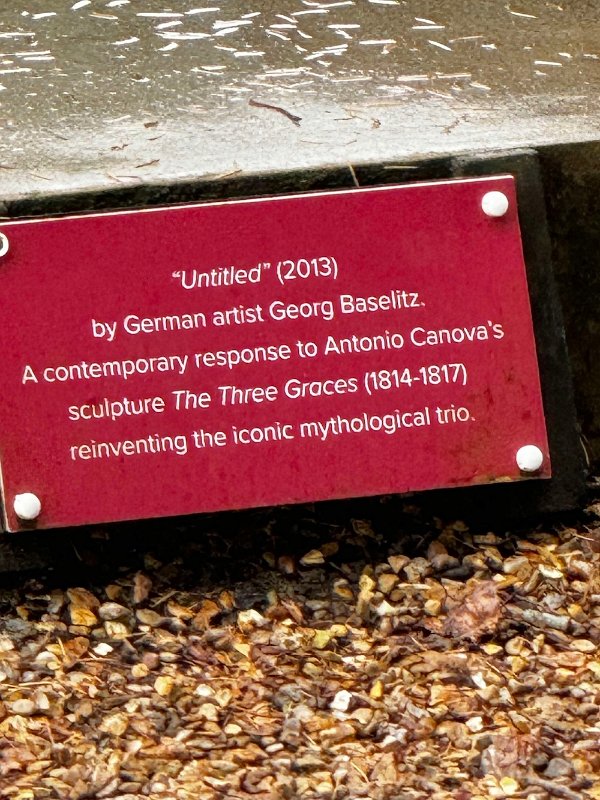 “Untitled” (2013)
by German artist Georg Baselitz.
A contemporary response to Antonio Canova's
sculpture The Three Graces (1814-1817)
reinventing the iconic mythological trio.